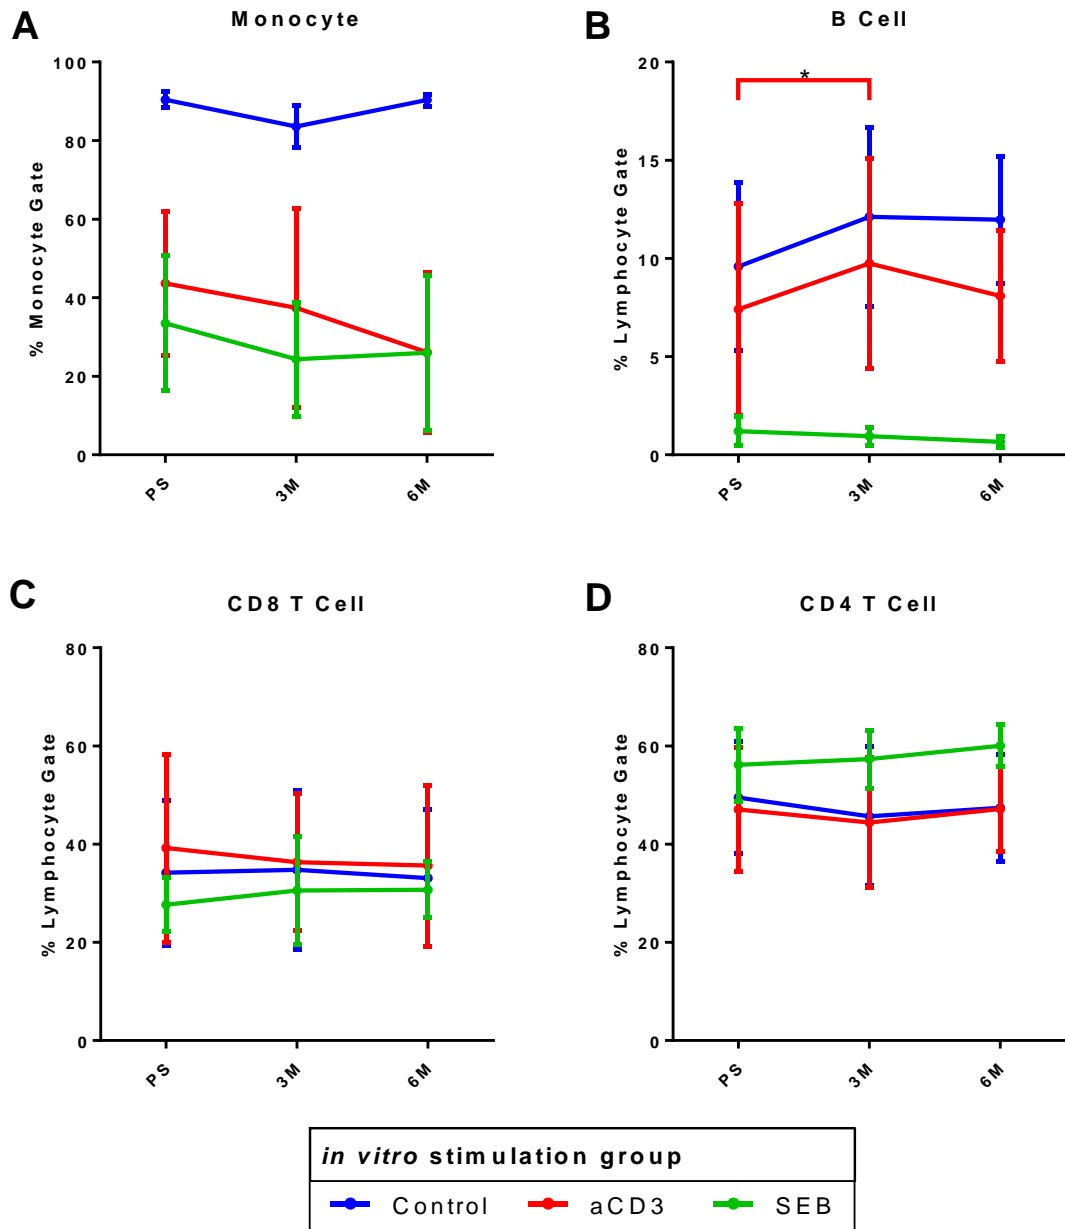 A
Monocyte
% Monocyte Gate
100
80
60
40
20
0
PS
3M
6M
B
B Cell
% Lymphocyte Gate
20
15
10
5
0
*
PS
3M
6M
C
CD8 T Cell
% Lymphocyte Gate
80
60
40
20
0
PS
3M
6M
D
CD4 T Cell
% Lymphocyte Gate
80
60
40
20
0
PS
3M
6M
in vitro stimulation group
Control aCD3 SEB